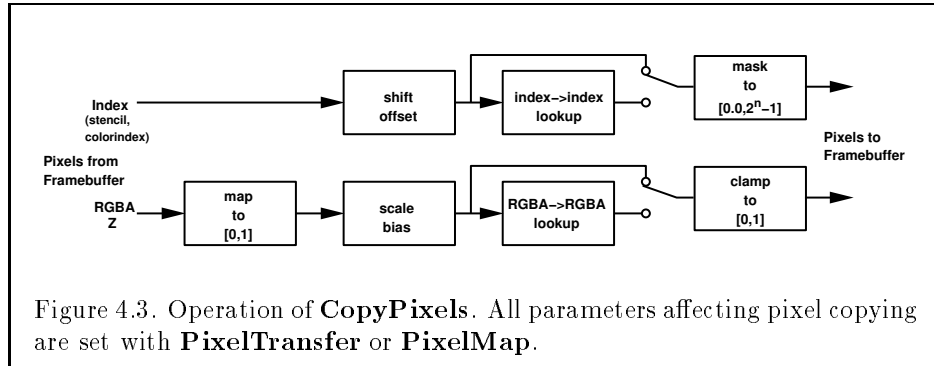 Index
(stencil,
colorindex)
shift
offset
index−>index
lookup
mask
to
[0.0,2ⁿ−1]
Pixels from
Framebuffer
Pixels to
Framebuffer
RGBA
Z
map
to
[0,1]
scale
bias
RGBA−>RGBA
lookup
clamp
to
[0,1]
Figure 4.3. Operation of CopyPixels. All parameters affecting pixel copying
are set with PixelTransfer or PixelMap.